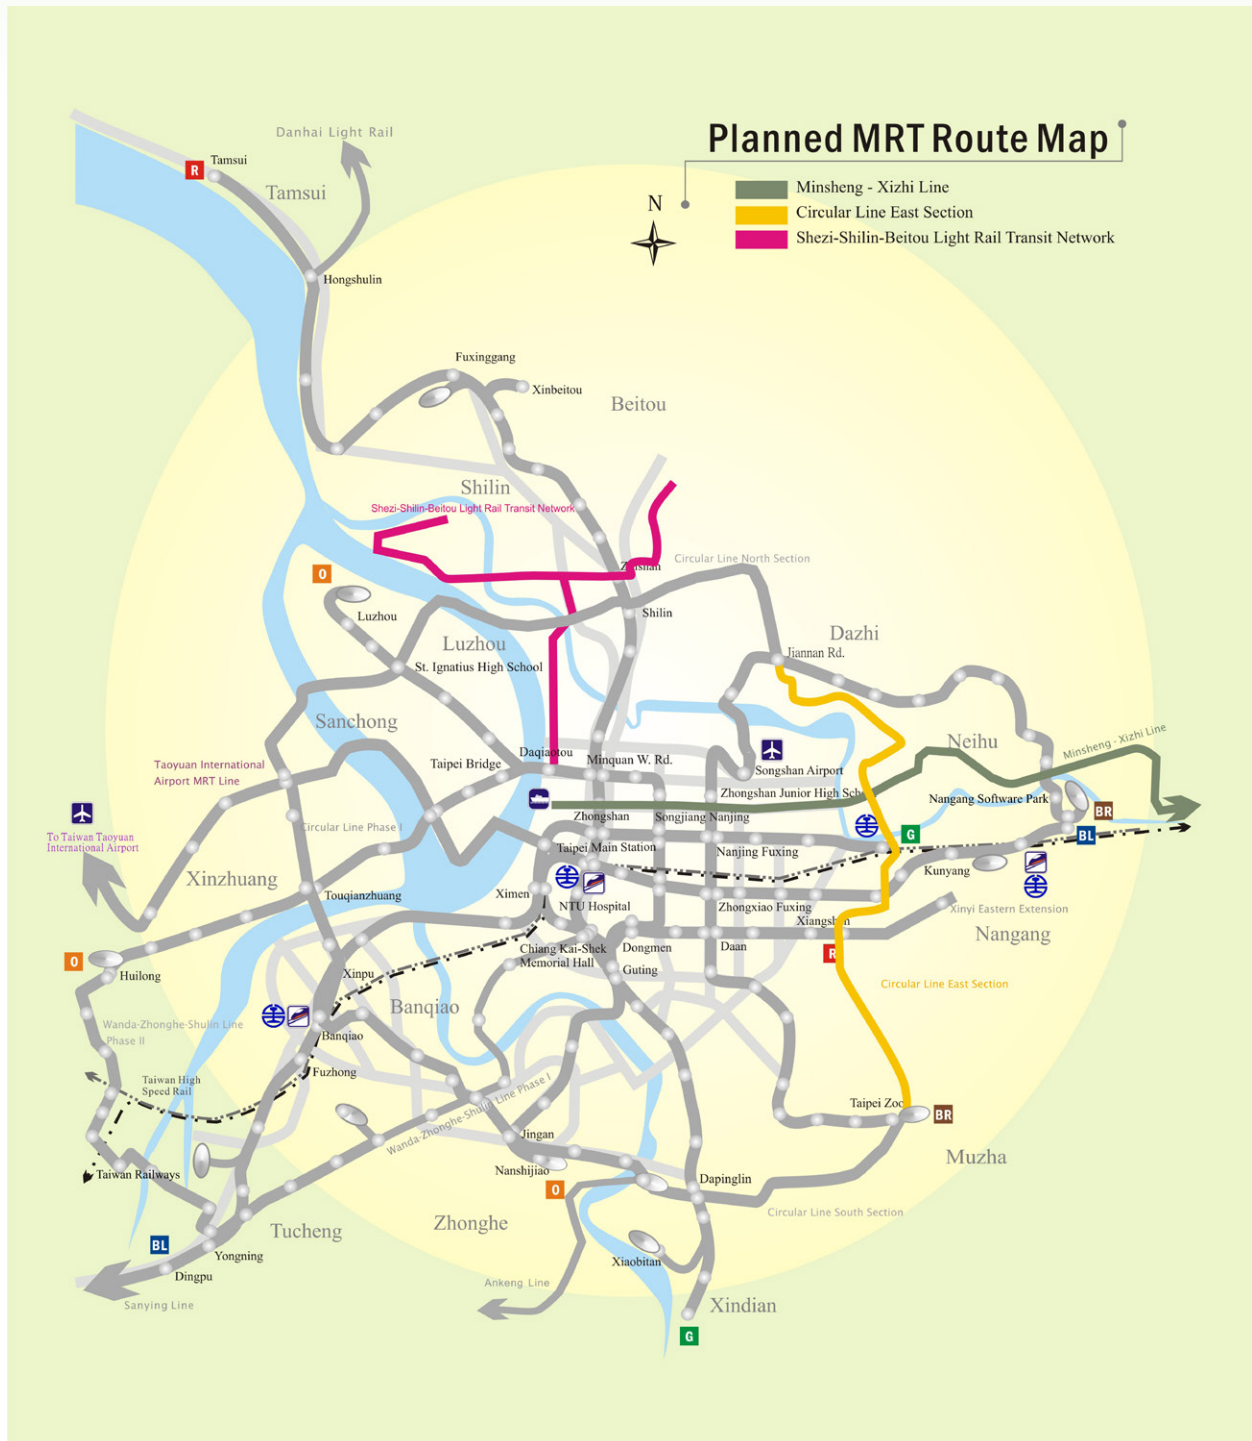 Planned MRT Route Map
Minsheng - Xizhi Line
Circular Line East Section
Shezi-Shilin-Beitou Light Rail Transit Network
N
Danhai Light Rail
R
Tamsui
Tamsui
Hongshulin
Fuxinggang
Xinbeitou
Beitou
Shilin
Shezi-Shilin-Beitou Light Rail Transit Network
Circular Line North Section
O
Luzhou
Shilin
Dazhi
Luzhou
Jiannan Rd.
St. Ignatius High School
Sanchong
Neihu
Minsheng - Xizhi Line
Daqiaotou
Taipei Bridge
Minquan W. Rd.
Taoyuan International
Airport MRT Line
Songshan Airport
Zhongshan Junior High
Nangang Software Park
BR
Zhongshan
Songjiang Nanjing
Circular Line Phase I
To Taiwan Taoyuan
International Airport
G
BL
Taipei Main Station
Nanjing Fuxing
Kunyang
Xinzhuang
Touqianzhuang
Ximen
NTU Hospital
Zhongxiao Fuxing
Xiangshan
Xinyi Eastern Extension
Nangang
Chiang Kai-Shek
Memorial Hall
Dongmen
Daan
R
O
Huilong
Xinpu
Guting
Circular Line East Section
Banqiao
Wanda-Zhonghe-Shulin Line
Phase II
Banqiao
Fuzhong
Taiwan High
Speed Rail
Wanda-Zhonghe-Shulin Line Phase I
Taipei Zoo
BR
Jingan
Muzha
Taiwan Railways
Nanshijiao
O
Dapinglin
Circular Line South Section
Zhonghe
Tucheng
BL
Yongning
Dingpu
Xiaobitan
Ankeng Line
Sanying Line
Xindian
G